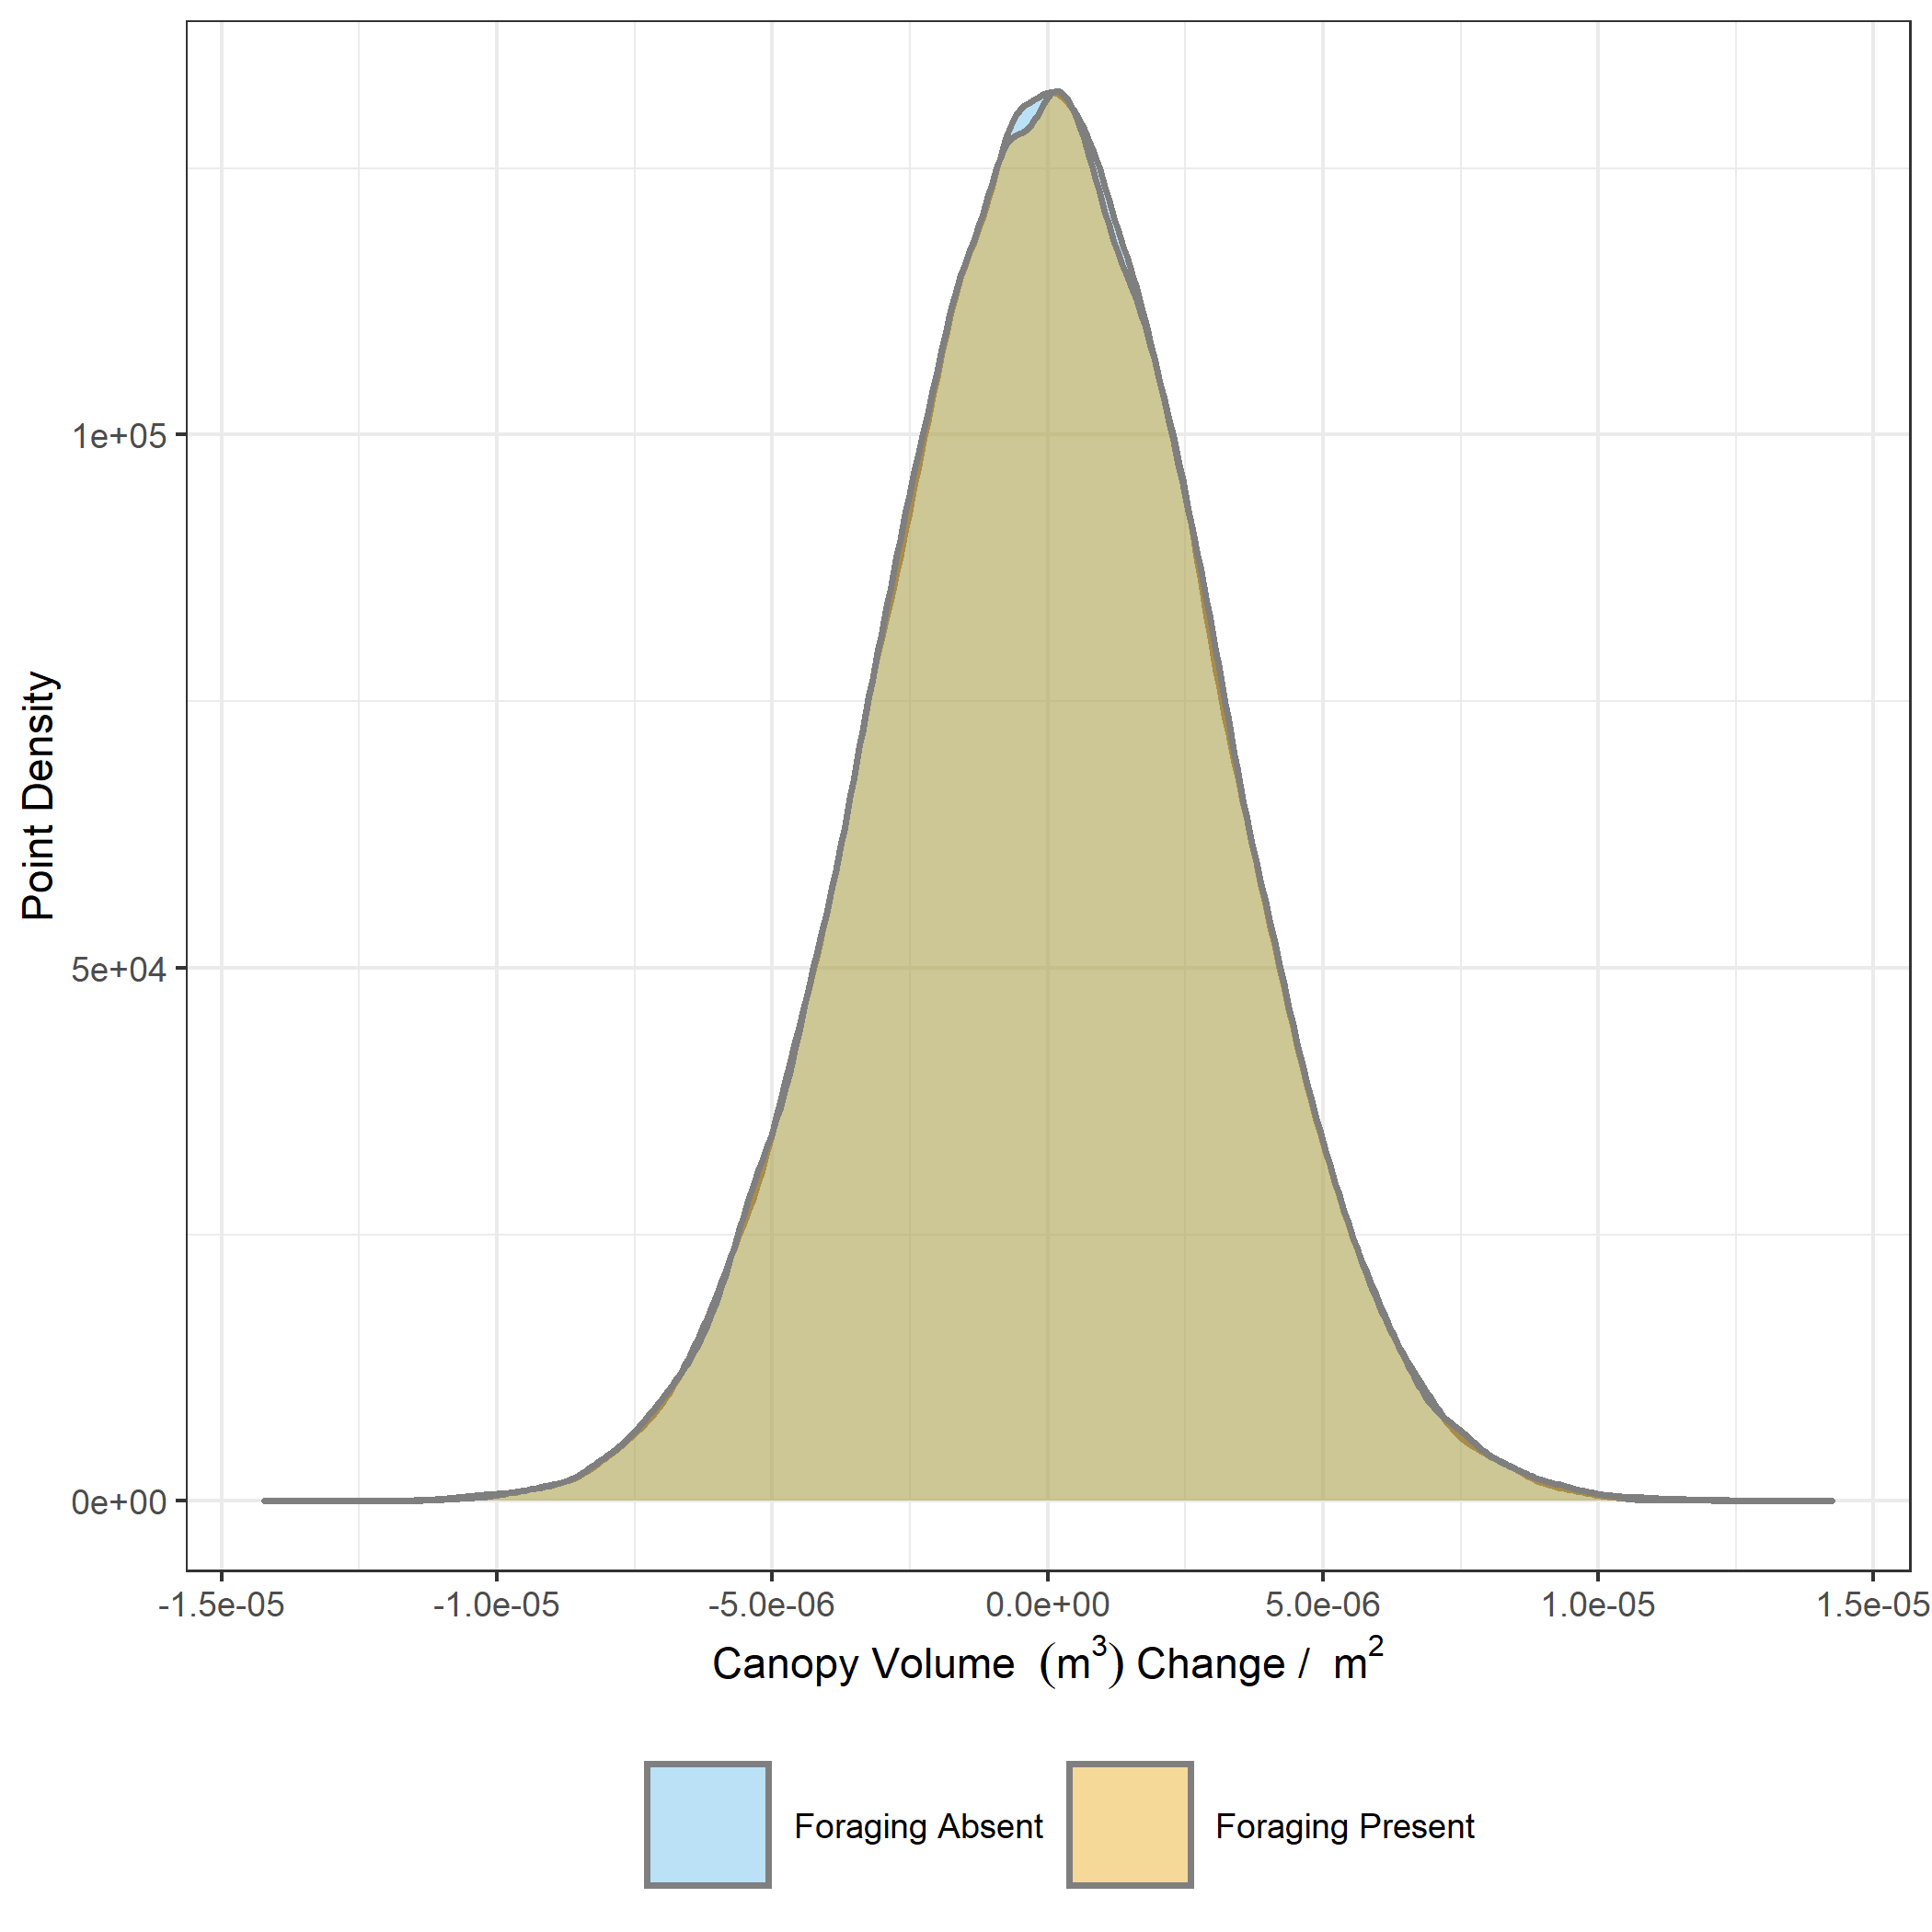 Point Density
1e+05
5e+04
0e+00
-1.5e-05 -1.0e-05 -5.0e-06 0.0e+00 5.0e-06 1.0e-05 1.5e-05
Canopy Volume (m³) Change / m²
Foraging Absent Foraging Present